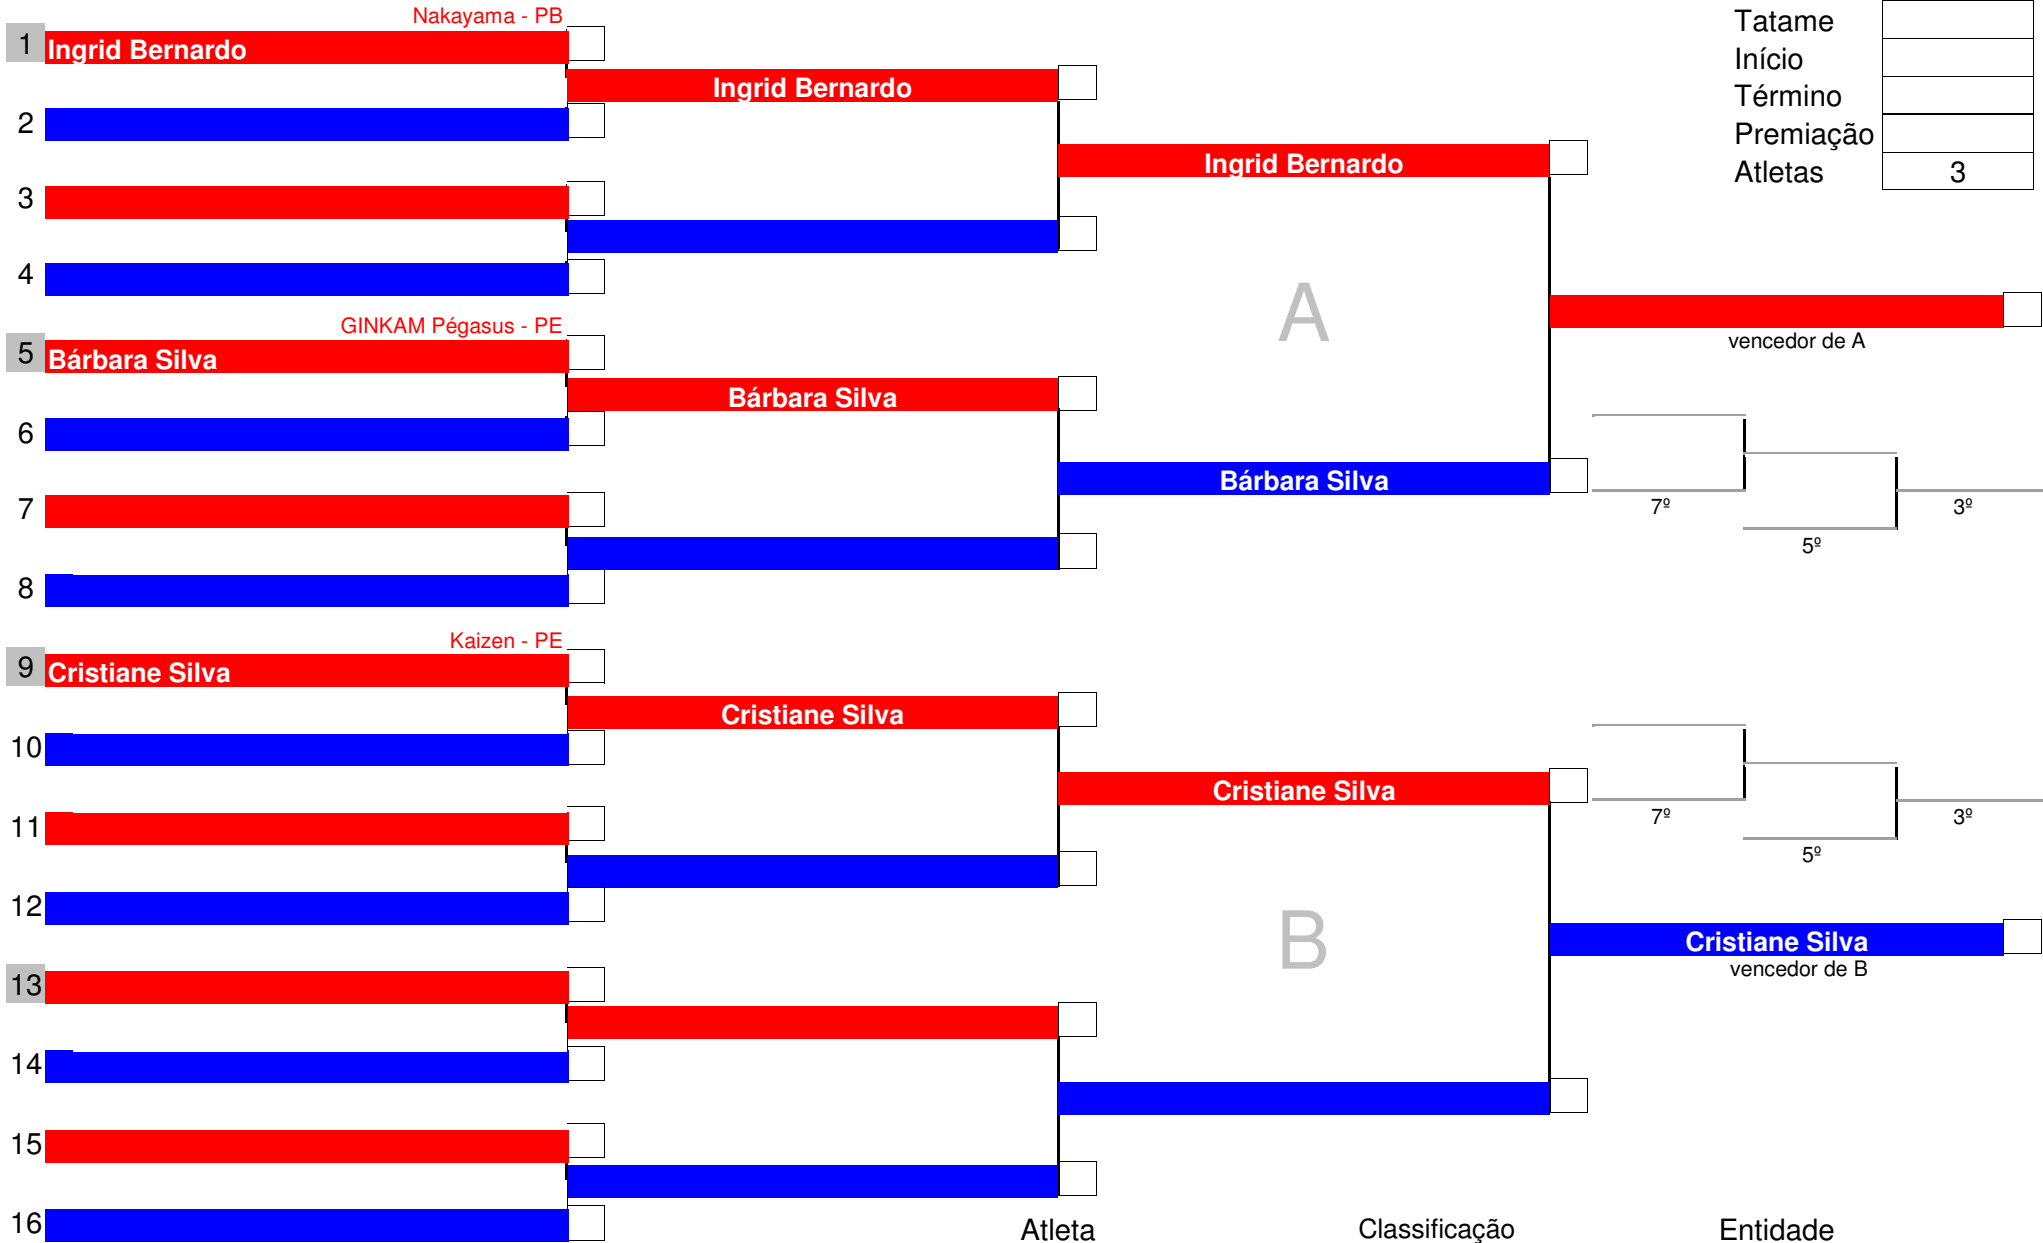 Nakayama - PB
1 Ingrid Bernardo
Ingrid Bernardo
2
Ingrid Bernardo
3
4
A
GINKAM Pégasus - PE
5 Bárbara Silva
Bárbara Silva
6
Bárbara Silva
7
8
Kaizen - PE
9 Cristiane Silva
Cristiane Silva
10
Cristiane Silva
11
12
B
13
14
15
16
Tatame
Início
Término
Premiação
Atletas 3
vencedor de A
7º
3º
5º
7º
3º
5º
Cristiane Silva
vencedor de B
Atleta Classificação Entidade